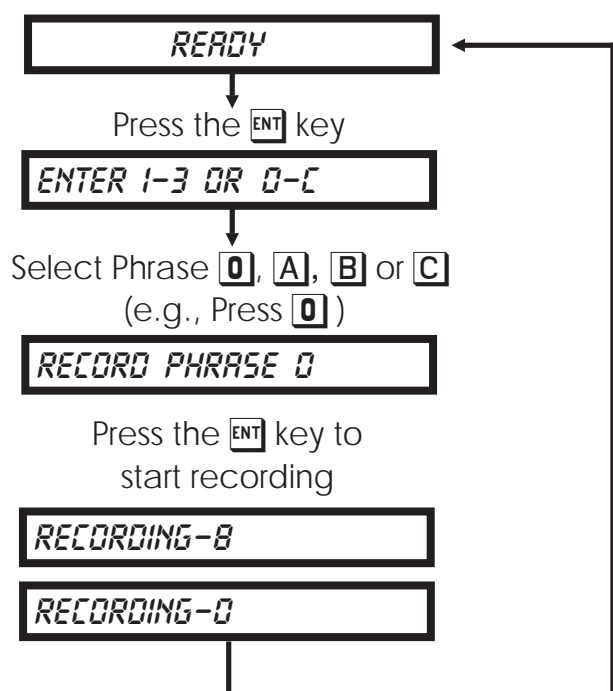 READY
Press the ENT key
ENTER 1-3 OR 0-C
Select Phrase 0, A, B or C
(e.g., Press 0)
RECORD PHRASE 0
Press the ENT key to
start recording
RECORDING-8
RECORDING-0